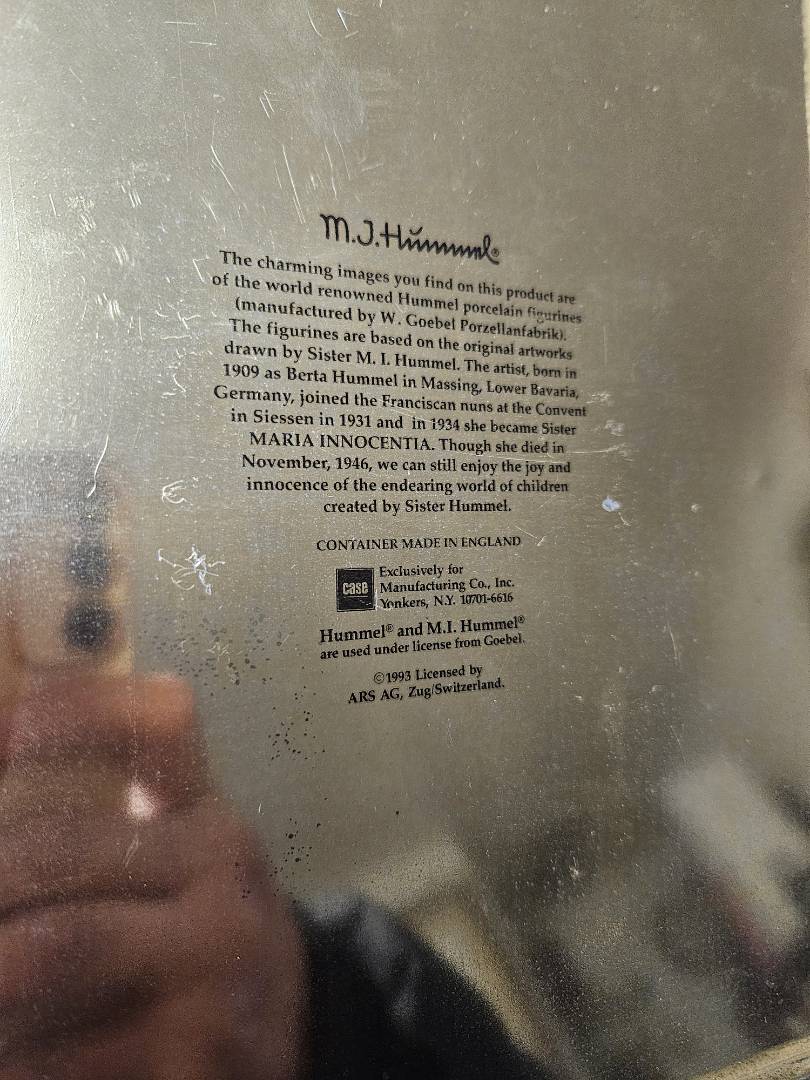 M.J.Hummel®
The charming images you find on this product are
of the world renowned Hummel porcelain figurines
(manufactured by W. Goebel Porzellanfabrik).
The figurines are based on the original artworks
drawn by Sister M. I. Hummel. The artist, born in
1909 as Berta Hummel in Massing, Lower Bavaria,
Germany, joined the Franciscan nuns at the Convent
in Siessen in 1931 and in 1934 she became Sister
MARIA INNOCENTIA. Though she died in
November, 1946, we can still enjoy the joy and
innocence of the endearing world of children
created by Sister Hummel.
CONTAINER MADE IN ENGLAND
case
Exclusively for
Manufacturing Co., Inc.
Yonkers, N.Y. 10701-6616
Hummel® and M.I. Hummel®
are used under license from Goebel.
©1993 Licensed by
ARS AG, Zug/Switzerland.